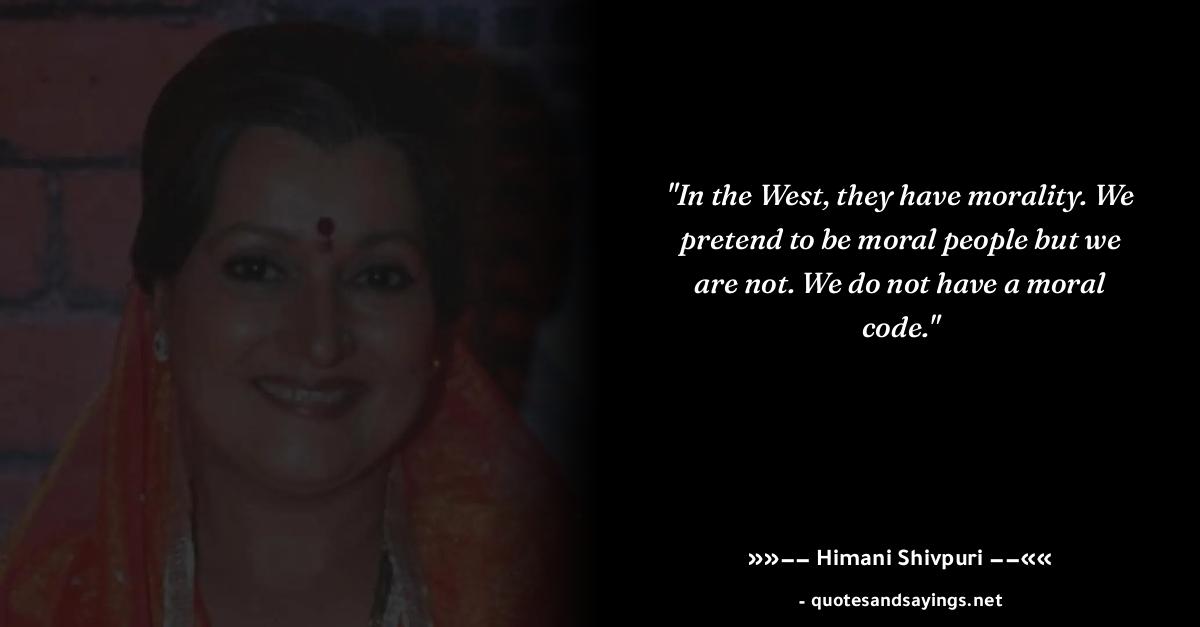 "In the West, they have morality. We
pretend to be moral people but we
are not. We do not have a moral
code."
»»−− Himani Shivpuri −−««
- quotesandsayings.net